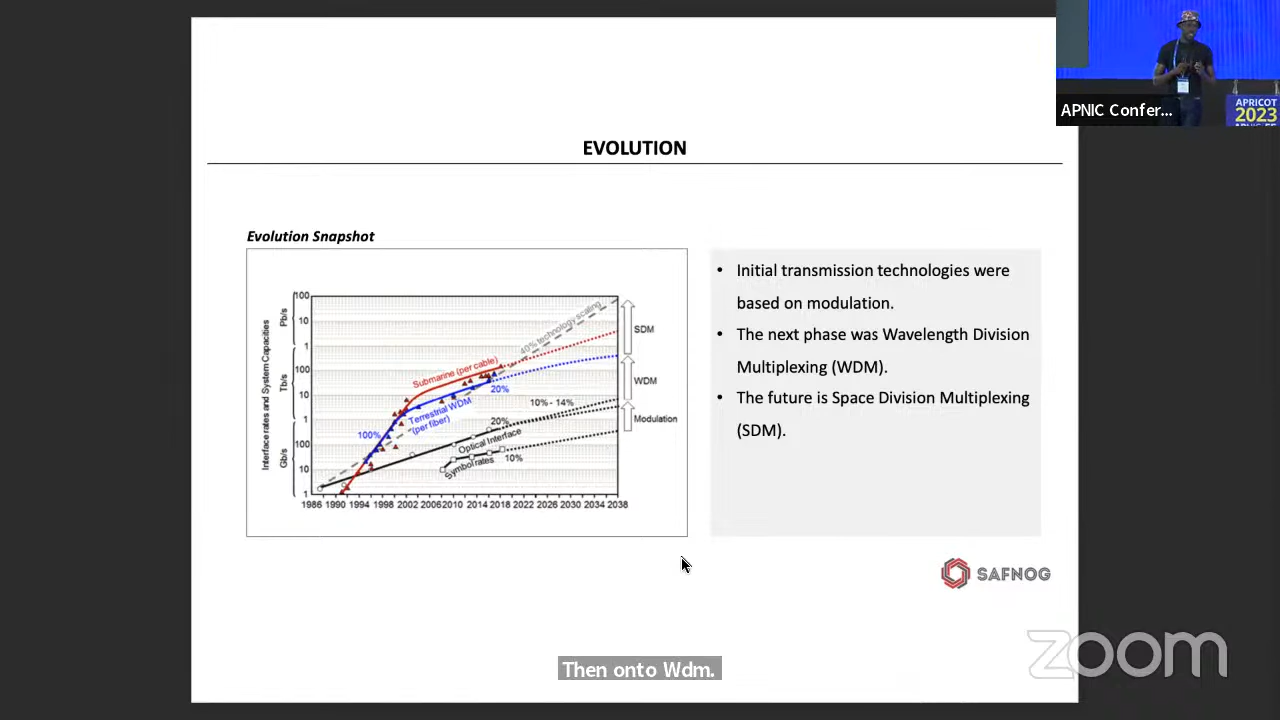 APNIC Confer...
APRICOT
2023
EVOLUTION
Evolution Snapshot
Interface rates and System Capacities
Pb/s
Tb/s
Gb/s
100
10
1
100
10
1
100
10
1
1986 1990 1994 1998 2002 2006 2010 2014 2018 2022 2026 2030 2034 2038
40% technology scaling
Submarine (per cable)
20%
Terrestrial WDM
(per fiber)
100%
10% - 14%
20%
Optical Interface
Symbol rates
10%
SDM
WDM
Modulation
• Initial transmission technologies were
based on modulation.
• The next phase was Wavelength Division
Multiplexing (WDM).
• The future is Space Division Multiplexing
(SDM).
SAFNOG
zoom
Then onto Wdm.